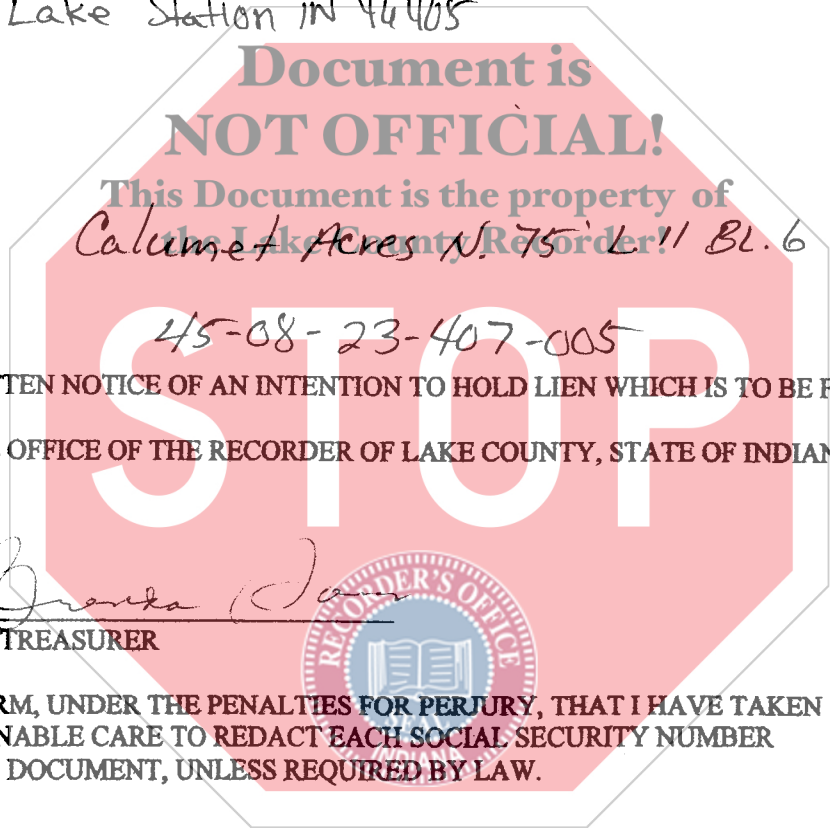 Lake Station IN 46405
Document is
NOT OFFICIAL!
This Document is the property of
the Lake County Recorder!
Calumet Acres N. 75' L 11 BL. 6
45-08-23-407-005
STOP
TEN NOTICE OF AN INTENTION TO HOLD LIEN WHICH IS TO BE F
OFFICE OF THE RECORDER OF LAKE COUNTY, STATE OF INDIAN
Brenda
TREASURER
RECORDER'S OFFICE
SEAL
INDIANA
RM, UNDER THE PENALTIES FOR PERJURY, THAT I HAVE TAKEN
NABLE CARE TO REDACT EACH SOCIAL SECURITY NUMBER
DOCUMENT, UNLESS REQUIRED BY LAW.